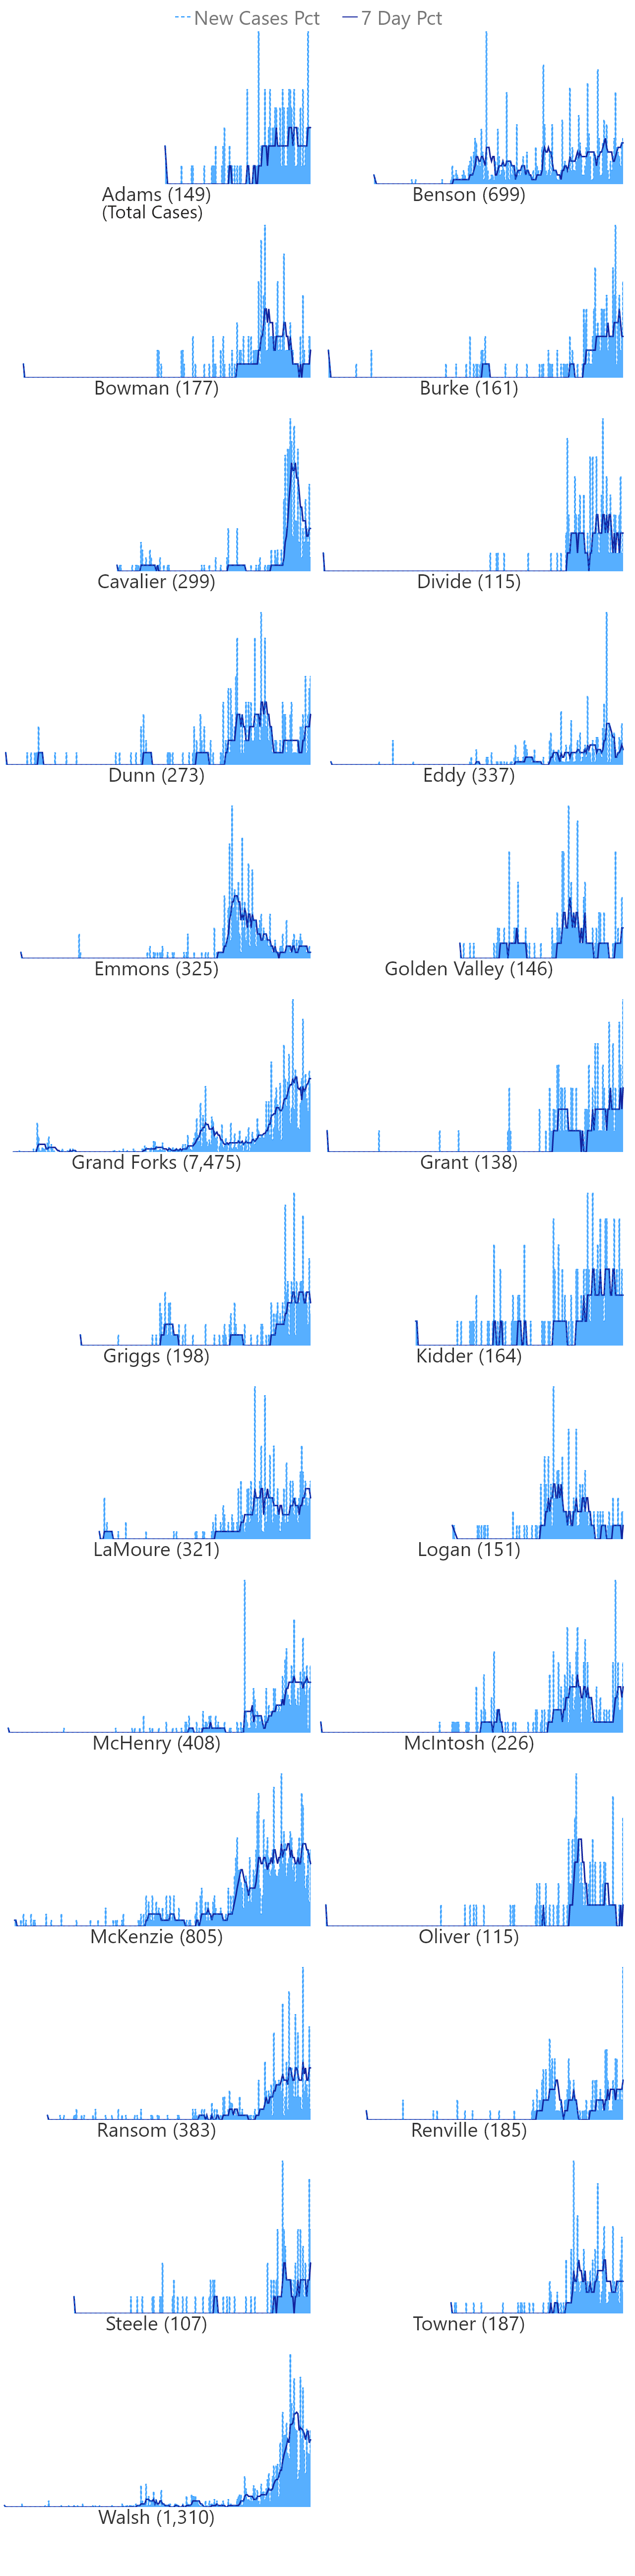 New Cases Pct 7 Day Pct
Adams (149) Benson (699)
(Total Cases)
Bowman (177) Burke (161)
Cavalier (299) Divide (115)
Dunn (273) Eddy (337)
Emmons (325) Golden Valley (146)
Grand Forks (7,475) Grant (138)
Griggs (198) Kidder (164)
LaMoure (321) Logan (151)
McHenry (408) McIntosh (226)
McKenzie (805) Oliver (115)
Ransom (383) Renville (185)
Steele (107) Towner (187)
Walsh (1,310)